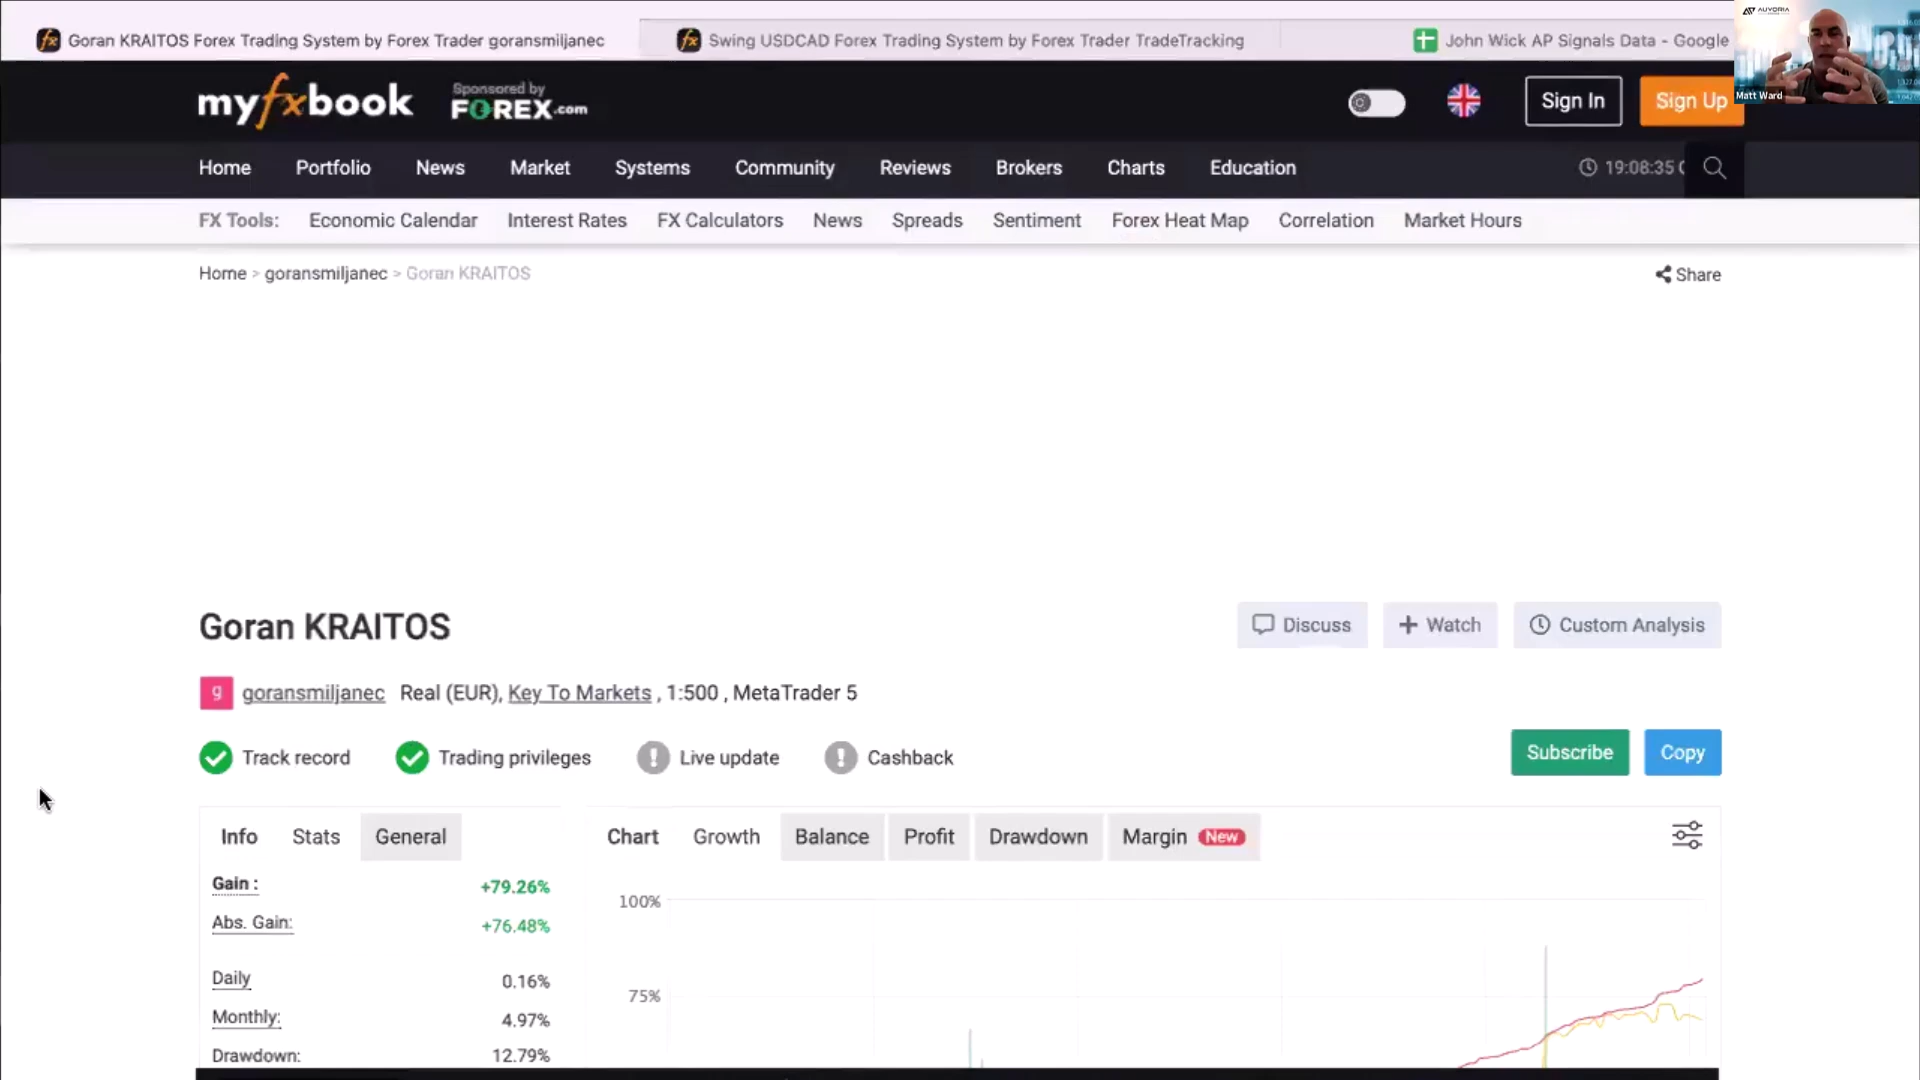 Goran KRAITOS Forex Trading System by Forex Trader goransmiljanec
Swing USDCAD Forex Trading System by Forex Trader TradeTracking
John Wick AP Signals Data - Google
AUVORIA
Matt Ward
myfxbook
Sponsored by
FOREX.com
Sign In
Sign Up
Home Portfolio News Market Systems Community Reviews Brokers Charts Education
19:08:35
FX Tools: Economic Calendar Interest Rates FX Calculators News Spreads Sentiment Forex Heat Map Correlation Market Hours
Home > goransmiljanec > Goran KRAITOS
Share
Goran KRAITOS
Discuss
+ Watch
Custom Analysis
g goransmiljanec Real (EUR), Key To Markets , 1:500 , MetaTrader 5
Track record Trading privileges Live update Cashback
Subscribe
Copy
Info Stats General
Chart Growth Balance Profit Drawdown Margin New
Gain : +79.26%
Abs. Gain: +76.48%
Daily 0.16%
Monthly: 4.97%
Drawdown: 12.79%
100%
75%